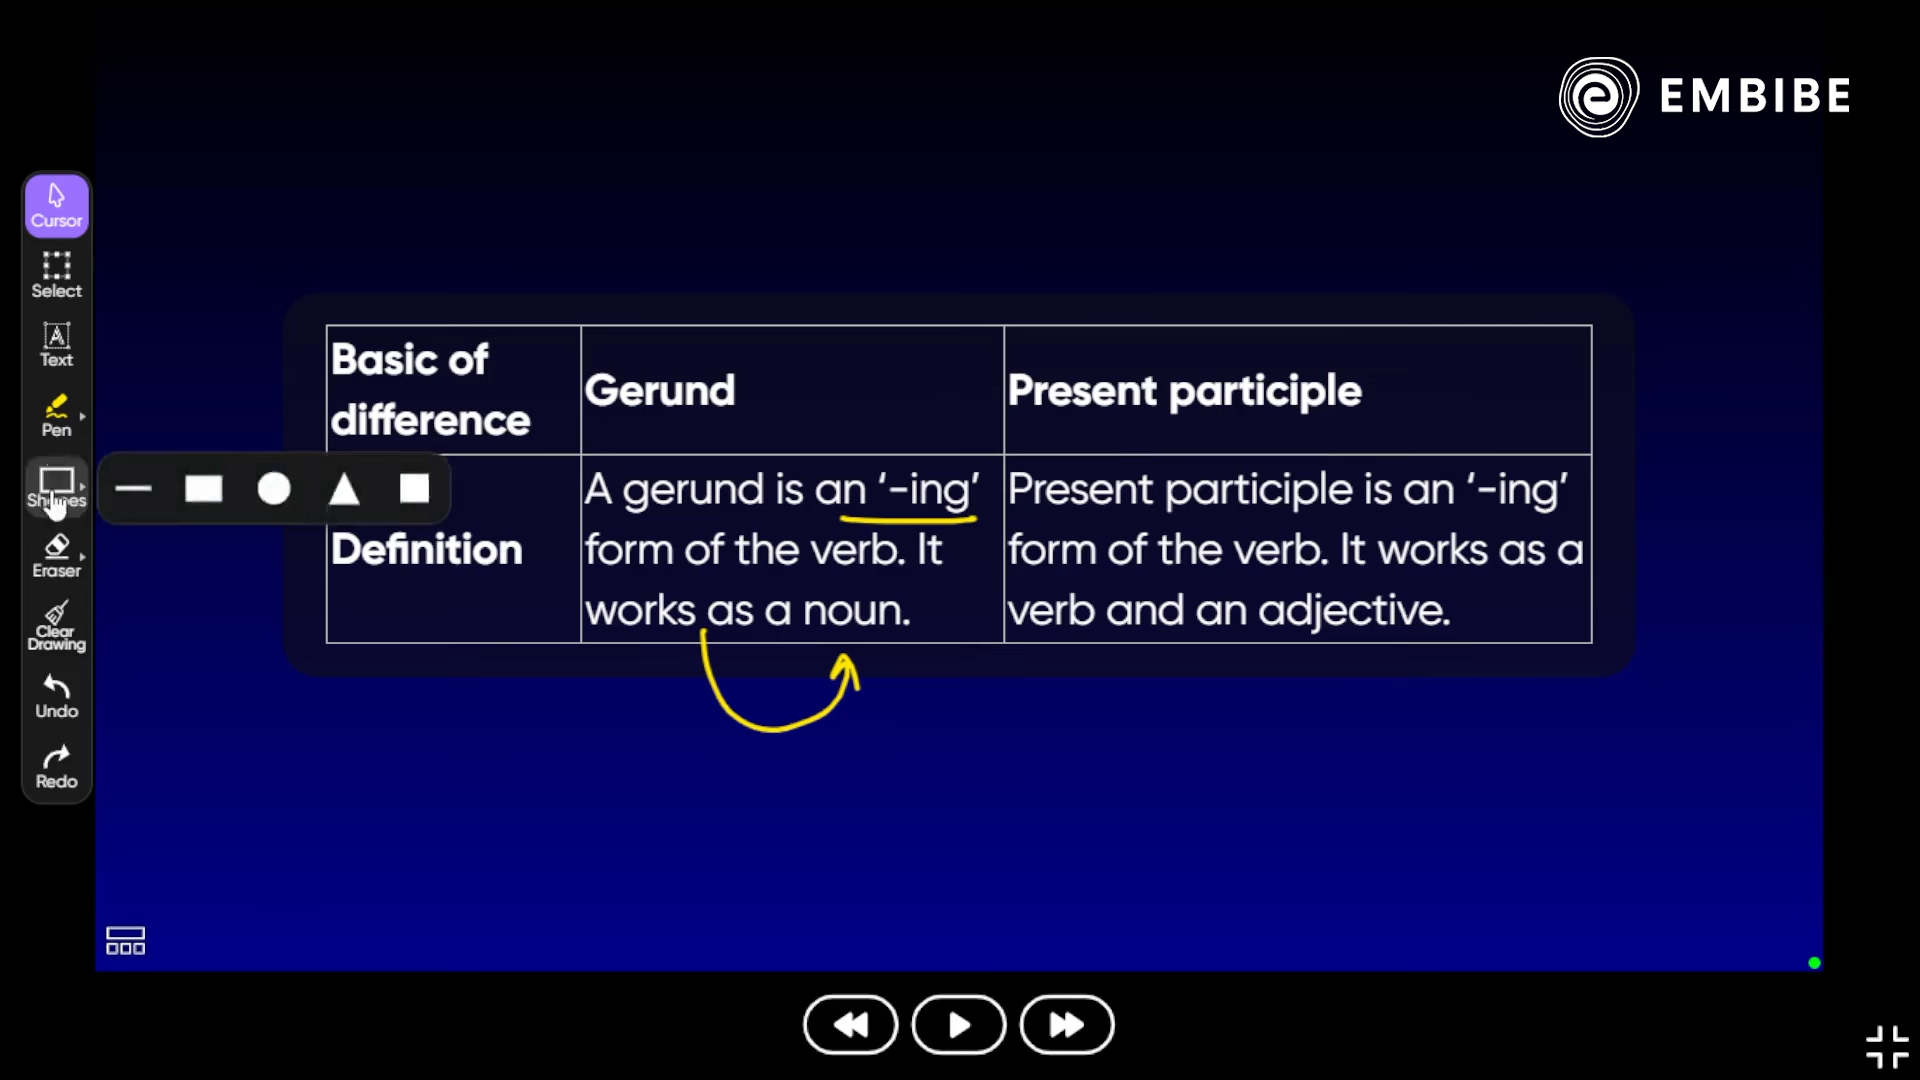 EMBIBE
Cursor
Select
Text
Pen
Shapes
Eraser
Clear
Drawing
Undo
Redo
Basic of
difference
Gerund
Present participle
Definition
A gerund is an ‘-ing’
form of the verb. It
works as a noun.
Present participle is an ‘-ing’
form of the verb. It works as a
verb and an adjective.